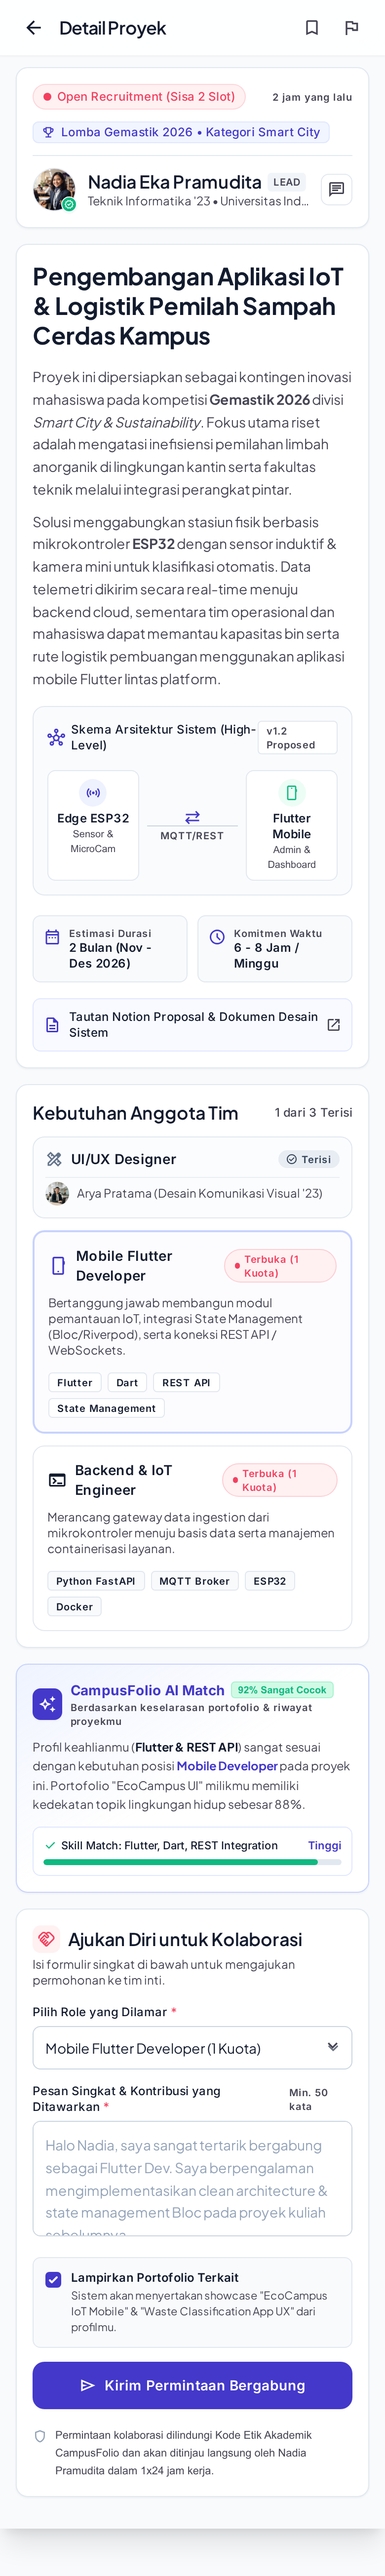 Detail Proyek
Open Recruitment (Sisa 2 Slot)
2 jam yang lalu
Lomba Gemastik 2026 • Kategori Smart City
Nadia Eka Pramudita LEAD
Teknik Informatika '23 • Universitas Ind...
Pengembangan Aplikasi IoT
& Logistik Pemilah Sampah
Cerdas Kampus
Proyek ini dipersiapkan sebagai kontingen inovasi
mahasiswa pada kompetisi Gemastik 2026 divisi
Smart City & Sustainability. Fokus utama riset
adalah mengatasi inefisiensi pemilahan limbah
anorganik di lingkungan kantin serta fakultas
teknik melalui integrasi perangkat pintar.
Solusi menggabungkan stasiun fisik berbasis
mikrokontroler ESP32 dengan sensor induktif &
kamera mini untuk klasifikasi otomatis. Data
telemetri dikirim secara real-time menuju
backend cloud, sementara tim operasional dan
mahasiswa dapat memantau kapasitas bin serta
rute logistik pembuangan menggunakan aplikasi
mobile Flutter lintas platform.
Skema Arsitektur Sistem (High-
Level)
v1.2
Proposed
Edge ESP32
Sensor &
MicroCam
MQTT/REST
Flutter
Mobile
Admin &
Dashboard
Estimasi Durasi
2 Bulan (Nov -
Des 2026)
Komitmen Waktu
6 - 8 Jam /
Minggu
Tautan Notion Proposal & Dokumen Desain
Sistem
Kebutuhan Anggota Tim
1 dari 3 Terisi
UI/UX Designer
Terisi
Arya Pratama (Desain Komunikasi Visual '23)
Mobile Flutter
Developer
Terbuka (1
Kuota)
Bertanggung jawab membangun modul
pemantauan IoT, integrasi State Management
(Bloc/Riverpod), serta koneksi REST API /
WebSockets.
Flutter
Dart
REST API
State Management
Backend & IoT
Engineer
Terbuka (1
Kuota)
Merancang gateway data ingestion dari
mikrokontroler menuju basis data serta manajemen
containerisasi layanan.
Python FastAPI
MQTT Broker
ESP32
Docker
CampusFolio AI Match
92% Sangat Cocok
Berdasarkan keselarasan portofolio & riwayat
proyekmu
Profil keahlianmu (Flutter & REST API) sangat sesuai
dengan kebutuhan posisi Mobile Developer pada proyek
ini. Portofolio "EcoCampus UI" milikmu memiliki
kedekatan topik lingkungan hidup sebesar 88%.
Skill Match: Flutter, Dart, REST Integration
Tinggi
Ajukan Diri untuk Kolaborasi
Isi formulir singkat di bawah untuk mengajukan
permohonan ke tim inti.
Pilih Role yang Dilamar *
Mobile Flutter Developer (1 Kuota)
Pesan Singkat & Kontribusi yang
Ditawarkan *
Min. 50
kata
Halo Nadia, saya sangat tertarik bergabung
sebagai Flutter Dev. Saya berpengalaman
mengimplementasikan clean architecture &
state management Bloc pada proyek kuliah
sebelumnya.
Lampirkan Portofolio Terkait
Sistem akan menyertakan showcase "EcoCampus
IoT Mobile" & "Waste Classification App UX" dari
profilmu.
Kirim Permintaan Bergabung
Permintaan kolaborasi dilindungi Kode Etik Akademik
CampusFolio dan akan ditinjau langsung oleh Nadia
Pramudita dalam 1x24 jam kerja.